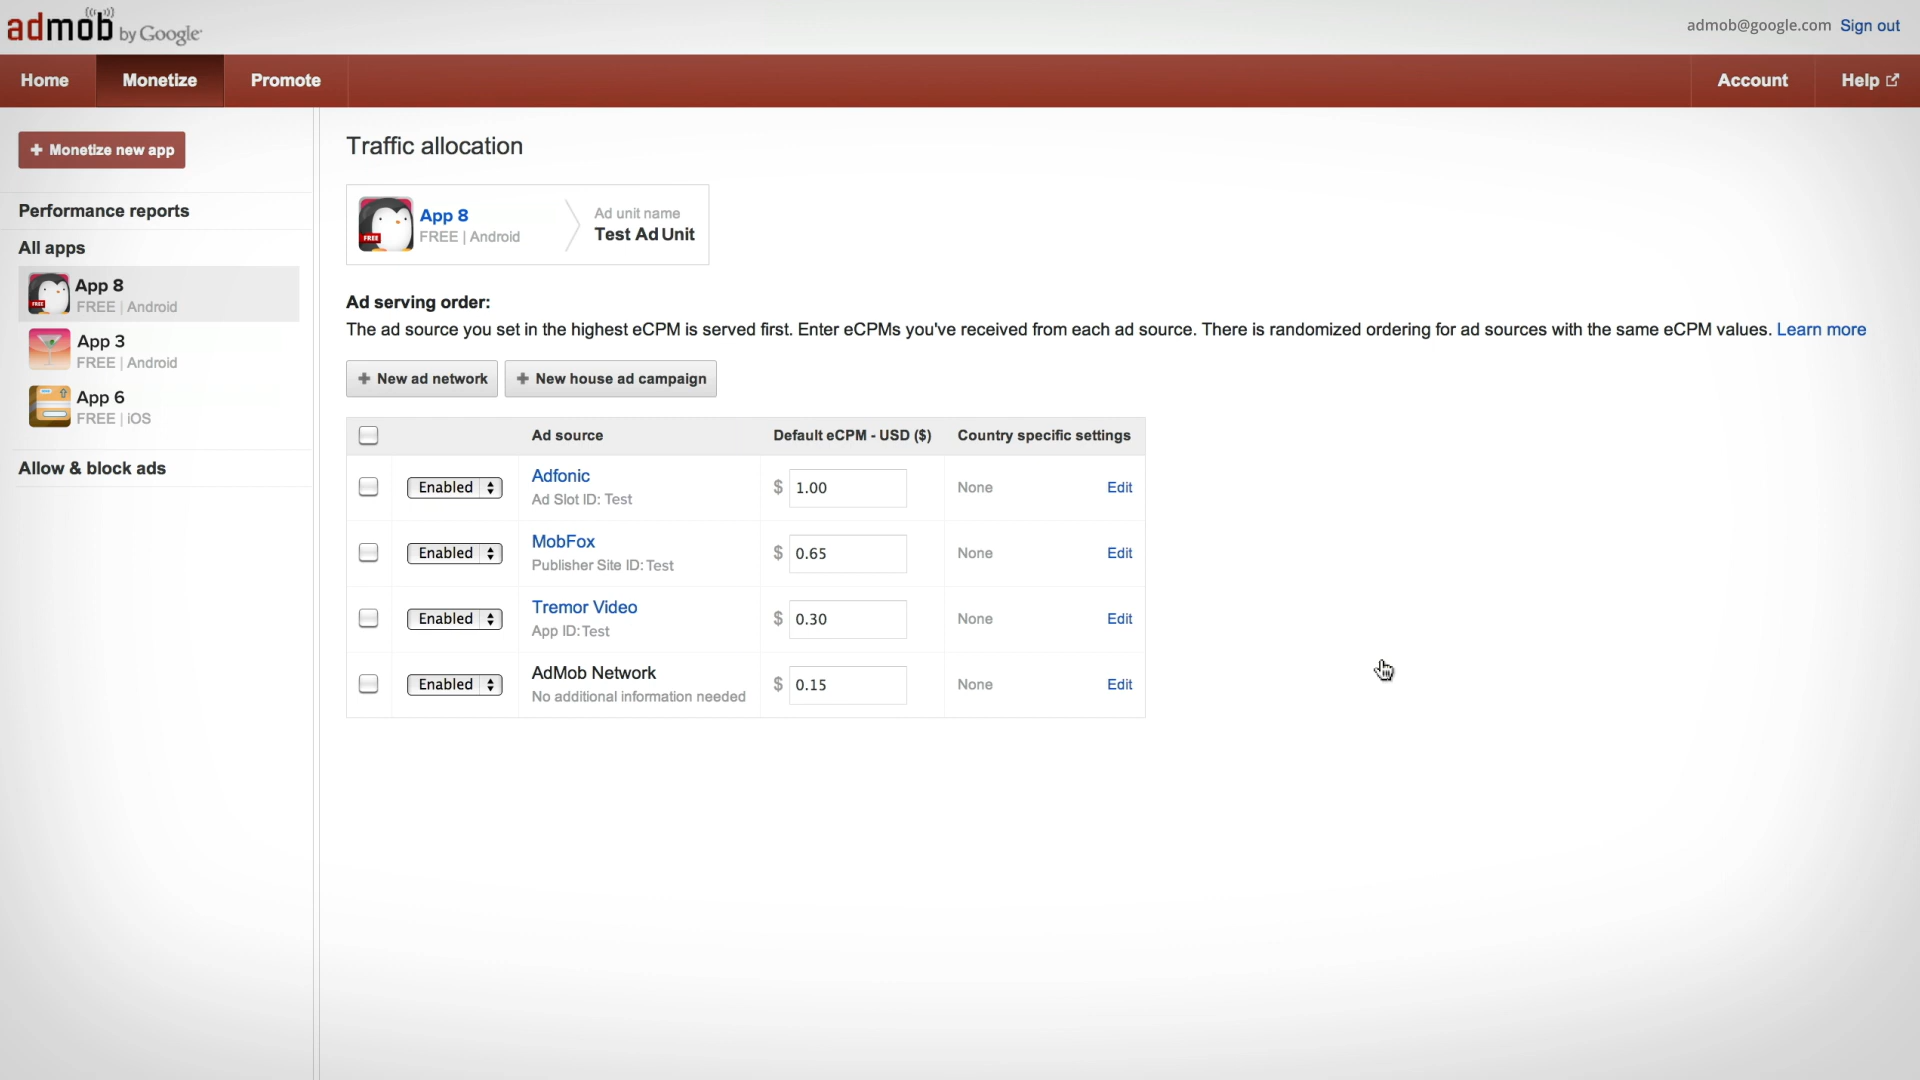 admob by Google
admob@google.com Sign out
Home Monetize Promote Account Help
Monetize new app
Performance reports
All apps
App 8
FREE | Android
App 3
FREE | Android
App 6
FREE | iOS
Allow & block ads
Traffic allocation
FREE
App 8
FREE | Android
Ad unit name
Test Ad Unit
Ad serving order:
The ad source you set in the highest eCPM is served first. Enter eCPMs you've received from each ad source. There is randomized ordering for ad sources with the same eCPM values. Learn more
+ New ad network + New house ad campaign
Ad source Default eCPM - USD ($) Country specific settings
Enabled Adfonic $ 1.00 None Edit
Ad Slot ID: Test
Enabled MobFox $ 0.65 None Edit
Publisher Site ID: Test
Enabled Tremor Video $ 0.30 None Edit
App ID: Test
Enabled AdMob Network $ 0.15 None Edit
No additional information needed